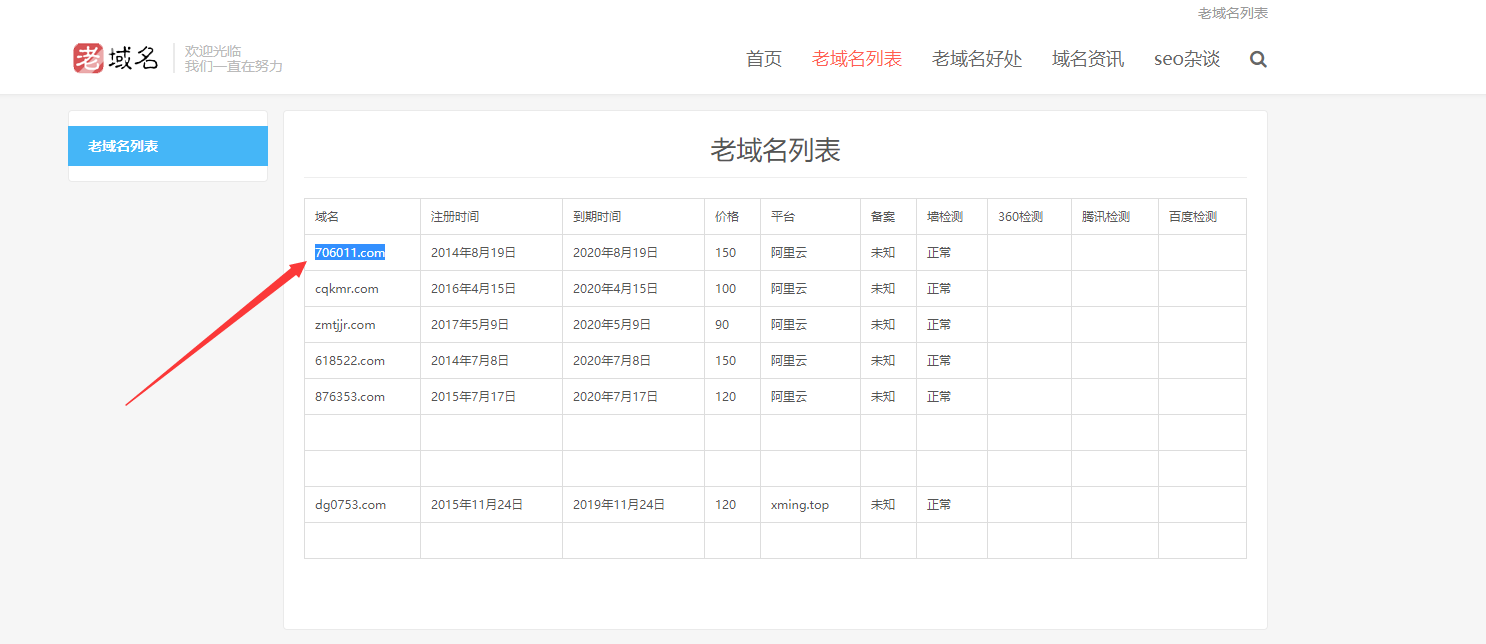 老域名列表
老域名
欢迎光临
我们一直在努力
首页 老域名列表 老域名好处 域名资讯 seo杂谈
老域名列表
老域名列表
域名 注册时间 到期时间 价格 平台 备案 墙检测 360检测 腾讯检测 百度检测
706011.com 2014年8月19日 2020年8月19日 150 阿里云 未知 正常
cqkmr.com 2016年4月15日 2020年4月15日 100 阿里云 未知 正常
zmtjjr.com 2017年5月9日 2020年5月9日 90 阿里云 未知 正常
618522.com 2014年7月8日 2020年7月8日 150 阿里云 未知 正常
876353.com 2015年7月17日 2020年7月17日 120 阿里云 未知 正常
dg0753.com 2015年11月24日 2019年11月24日 120 xming.top 未知 正常